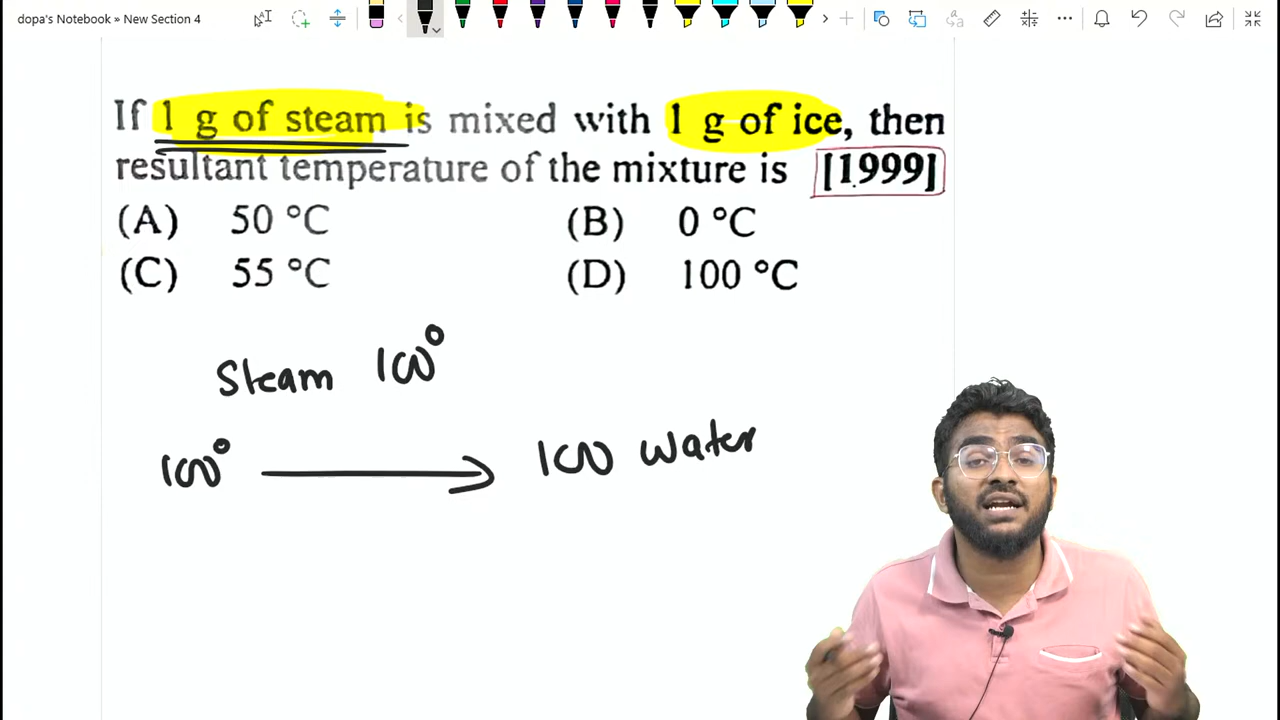 dopa's Notebook » New Section 4
If 1 g of steam is mixed with 1 g of ice, then
resultant temperature of the mixture is [1999]
(A) 50 °C (B) 0 °C
(C) 55 °C (D) 100 °C
Steam 100°
100° → 100 water